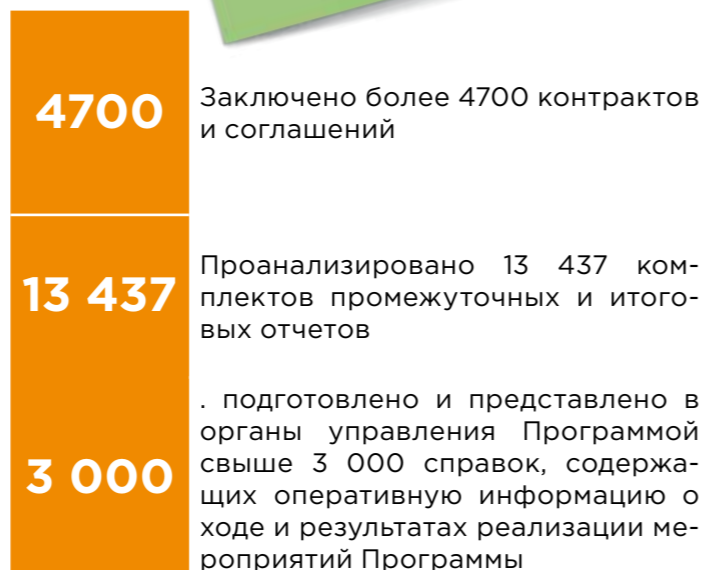 4700
Заключено более 4700 контрактов
и соглашений
13 437
Проанализировано 13 437 ком-
плектов промежуточных и итого-
вых отчетов
3 000
. подготовлено и представлено в
органы управления Программой
свыше 3 000 справок, содержа-
щих оперативную информацию о
ходе и результатах реализации ме-
роприятий Программы